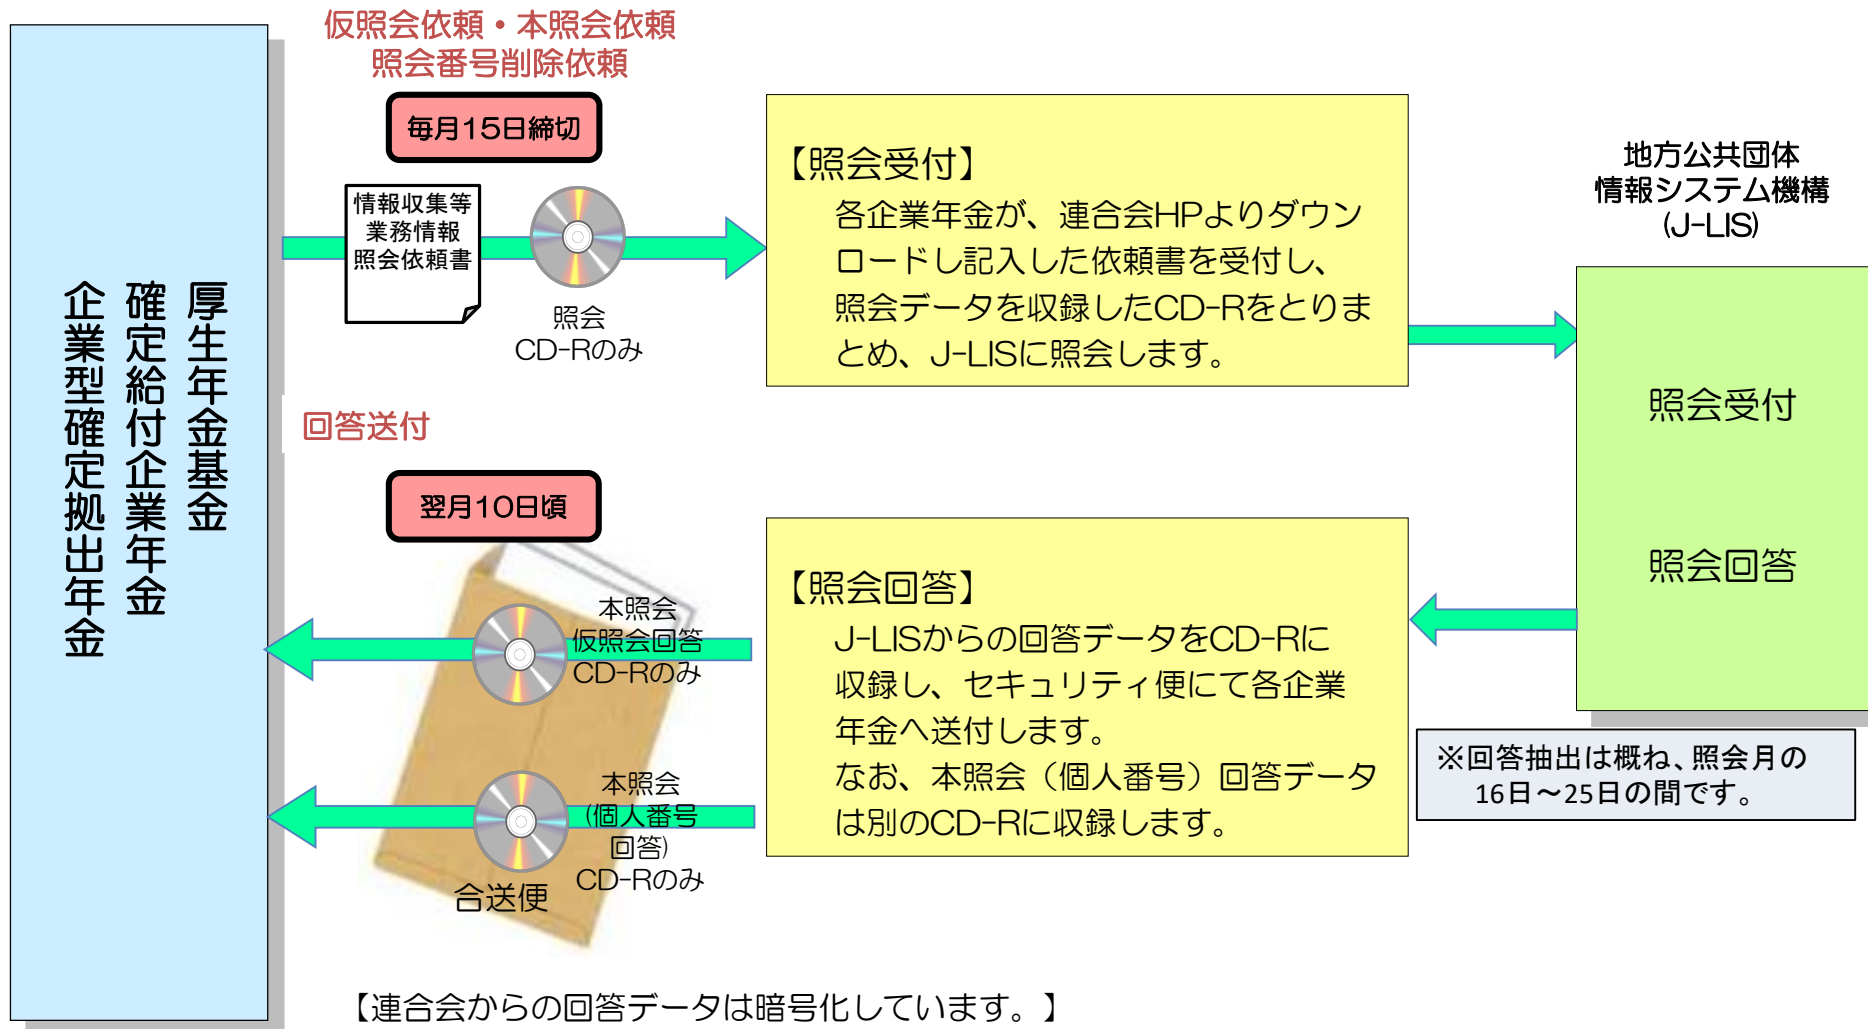 仮照会依頼・本照会依頼
照会番号削除依頼
毎月15日締切
情報収集等
業務情報
照会依頼書
照会
CD-Rのみ
厚生年金基金
確定給付企業年金
企業型確定拠出年金
【照会受付】
各企業年金が、連合会HPよりダウン
ロードし記入した依頼書を受付し、
照会データを収録したCD-Rをとりま
とめ、J-LISに照会します。
地方公共団体
情報システム機構
(J-LIS)
照会受付
照会回答
回答送付
翌月10日頃
本照会
仮照会回答
CD-Rのみ
本照会
(個人番号
回答)
CD-Rのみ
合送便
【照会回答】
J-LISからの回答データをCD-Rに
収録し、セキュリティ便にて各企業
年金へ送付します。
なお、本照会（個人番号）回答データ
は別のCD-Rに収録します。
※回答抽出は概ね、照会月の
16日～25日の間です。
【連合会からの回答データは暗号化しています。】